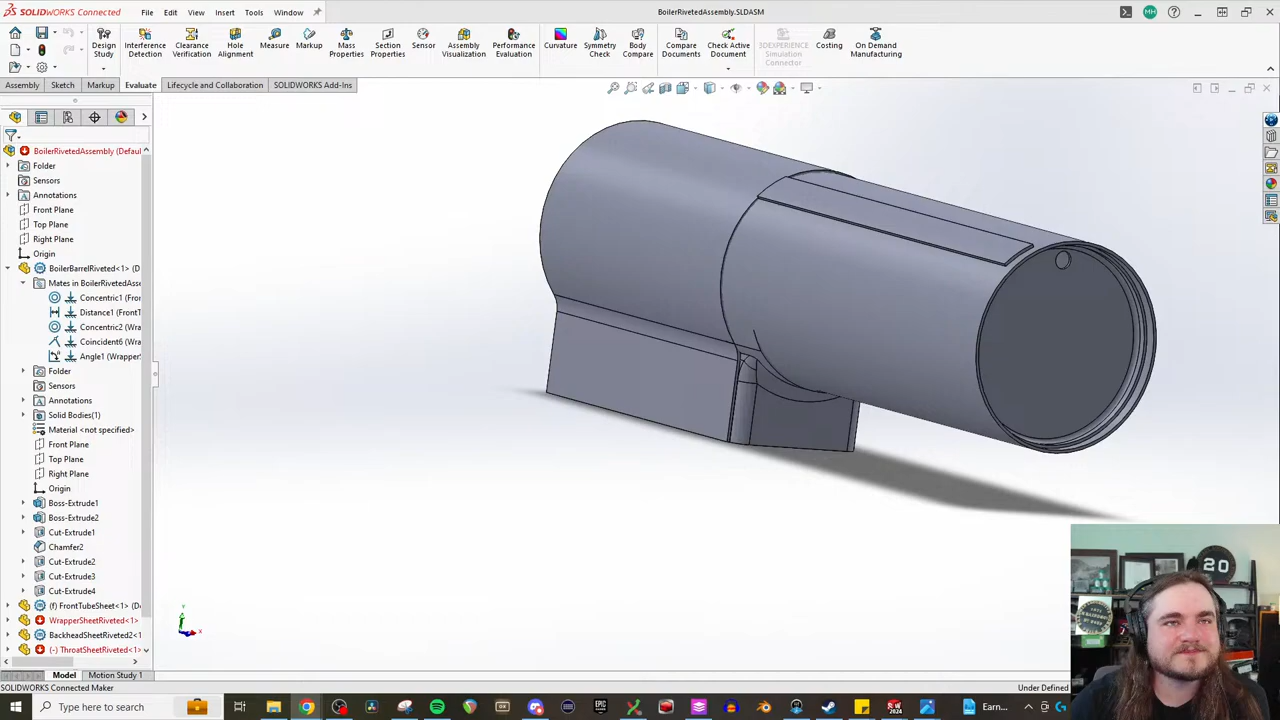 SOLIDWORKS Connected File Edit View Insert Tools Window BoilerRivetedAssembly.SLDASM MH
Design Study Interference Detection Clearance Verification Hole Alignment Measure Markup Mass Properties Section Properties Sensor Assembly Visualization Performance Evaluation Curvature Symmetry Check Body Compare Compare Documents Check Active Document 3DEXPERIENCE Simulation Connector Costing On Demand Manufacturing
Assembly Sketch Markup Evaluate Lifecycle and Collaboration SOLIDWORKS Add-Ins
BoilerRivetedAssembly (Defaul
Folder
Sensors
Annotations
Front Plane
Top Plane
Right Plane
Origin
BoilerBarrelRiveted<1> (D
Mates in BoilerRivetedAsse
Concentric1 (Fror
Distance1 (FrontT
Concentric2 (Wra
Coincident6 (Wra
Angle1 (WrapperS
Folder
Sensors
Annotations
Solid Bodies(1)
Material <not specified>
Front Plane
Top Plane
Right Plane
Origin
Boss-Extrude1
Boss-Extrude2
Cut-Extrude1
Chamfer2
Cut-Extrude2
Cut-Extrude3
Cut-Extrude4
(f) FrontTubeSheet<1> (D
WrapperSheetRiveted<1>
BackheadSheetRiveted2<1
(-) ThroatSheetRiveted<1>
Y
X
20
Model Motion Study 1
SOLIDWORKS Connected Maker Under Defined
Type here to search Earn...